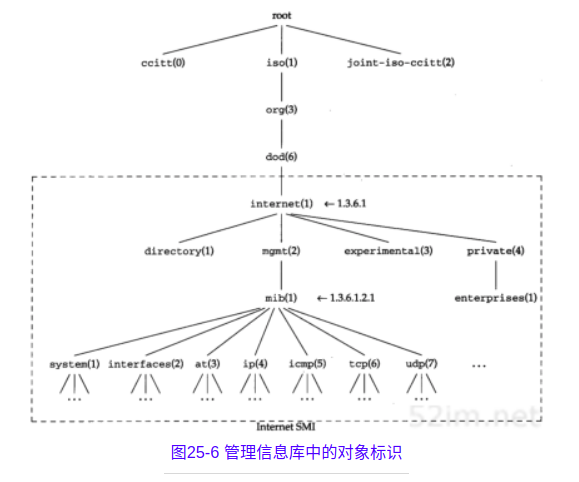 root
ccitt(0) iso(1) joint-iso-ccitt(2)
org(3)
dod(6)
internet(1) ←1.3.6.1
directory(1) mgmt(2) experimental(3) private(4)
mib(1) ←1.3.6.1.2.1 enterprises(1)
system(1) interfaces(2) at(3) ip(4) icmp(5) tcp(6) udp(7) ...
... ... ... ... ... ... ...
52im.net
Internet SMI
图25-6 管理信息库中的对象标识